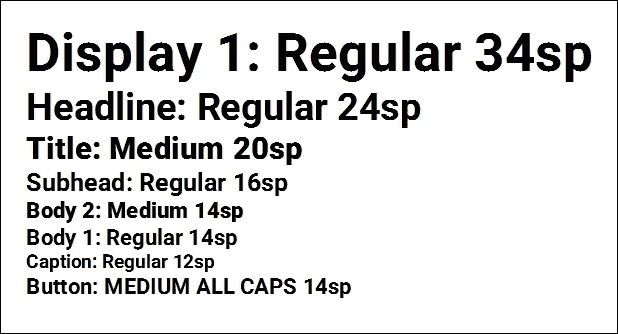 Display 1: Regular 34sp
Headline: Regular 24sp
Title: Medium 20sp
Subhead: Regular 16sp
Body 2: Medium 14sp
Body 1: Regular 14sp
Caption: Regular 12sp
Button: MEDIUM ALL CAPS 14sp